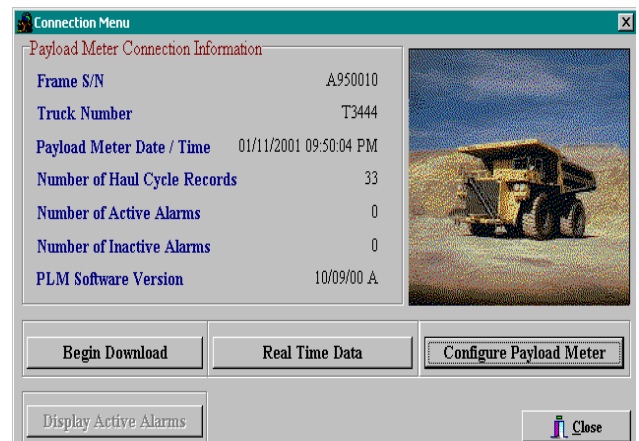 Connection Menu
Payload Meter Connection Information
Frame S/N A950010
Truck Number T3444
Payload Meter Date / Time 01/11/2001 09:50:04 PM
Number of Haul Cycle Records 33
Number of Active Alarms 0
Number of Inactive Alarms 0
PLM Software Version 10/09/00 A
Begin Download Real Time Data Configure Payload Meter
Display Active Alarms Close